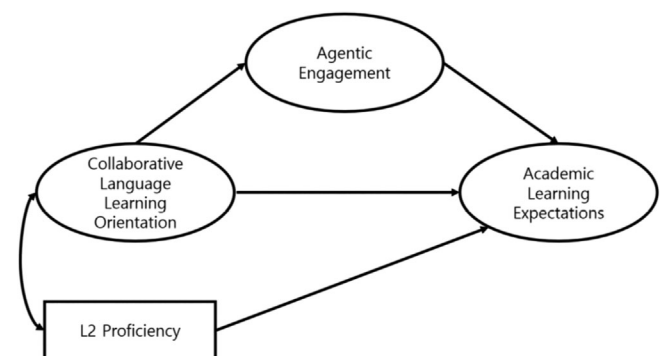 Agentic
Engagement
Collaborative
Language
Learning
Orientation
Academic
Learning
Expectations
L2 Proficiency